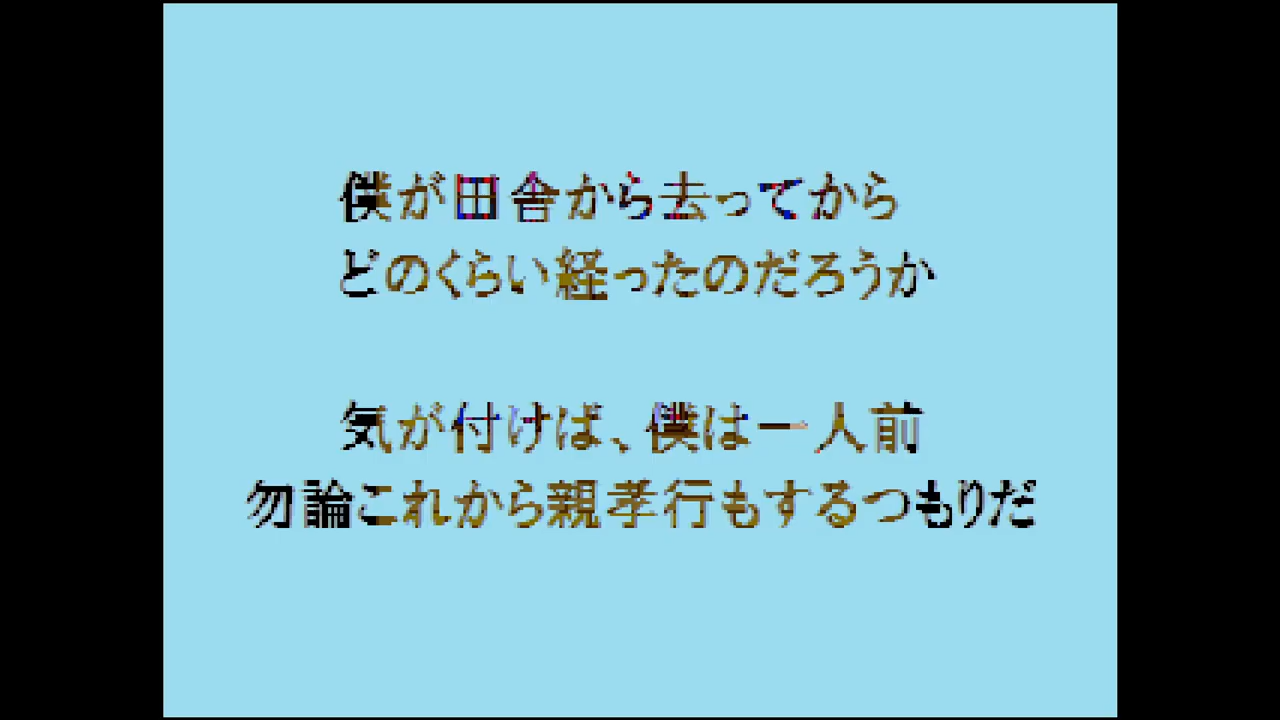 僕が田舎から去ってから
どのくらい経ったのだろうか
気が付けば、僕は一人前
勿論これから親孝行もするつもりだ